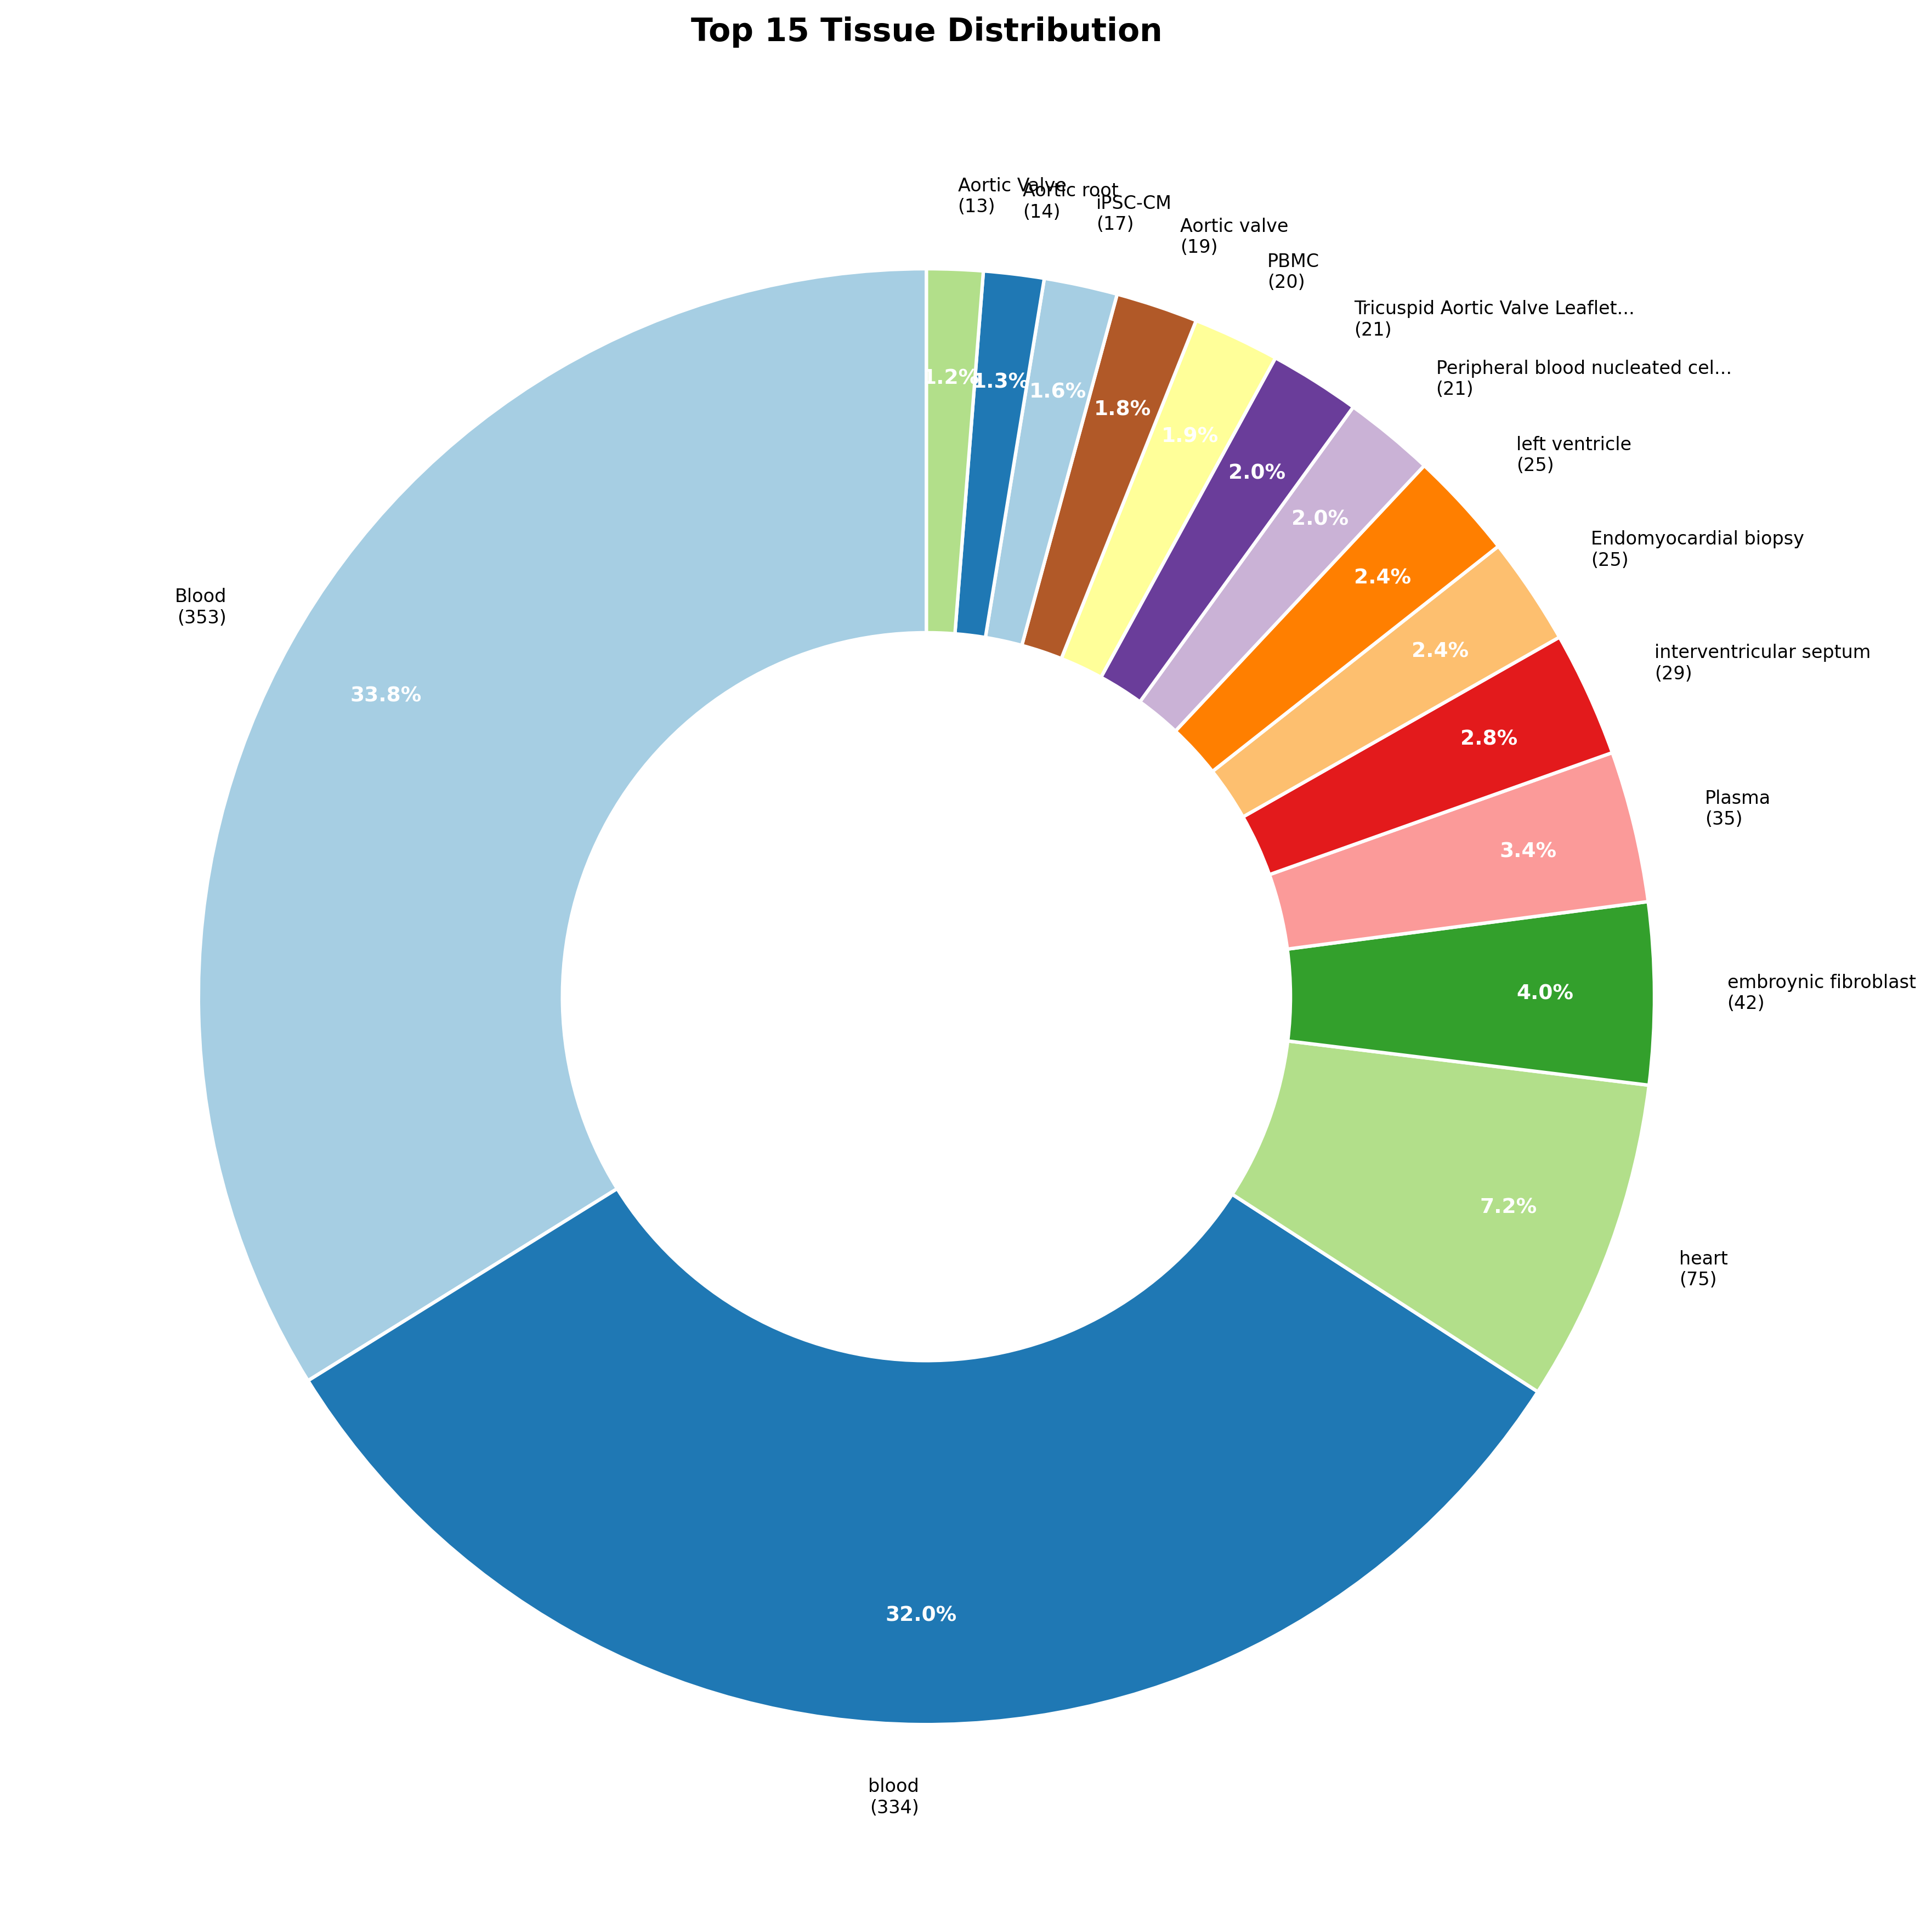 Top 15 Tissue Distribution
Aortic Valve
(13)
Aortic root
(14)
iPSC-CM
(17)
Aortic valve
(19)
PBMC
(20)
Tricuspid Aortic Valve Leaflet...
(21)
Peripheral blood nucleated cel...
(21)
left ventricle
(25)
Endomyocardial biopsy
(25)
interventricular septum
(29)
Plasma
(35)
embroynic fibroblast
(42)
heart
(75)
blood
(334)
Blood
(353)
1.2%
1.3%
1.6%
1.8%
1.9%
2.0%
2.0%
2.4%
2.4%
2.8%
3.4%
4.0%
7.2%
32.0%
33.8%